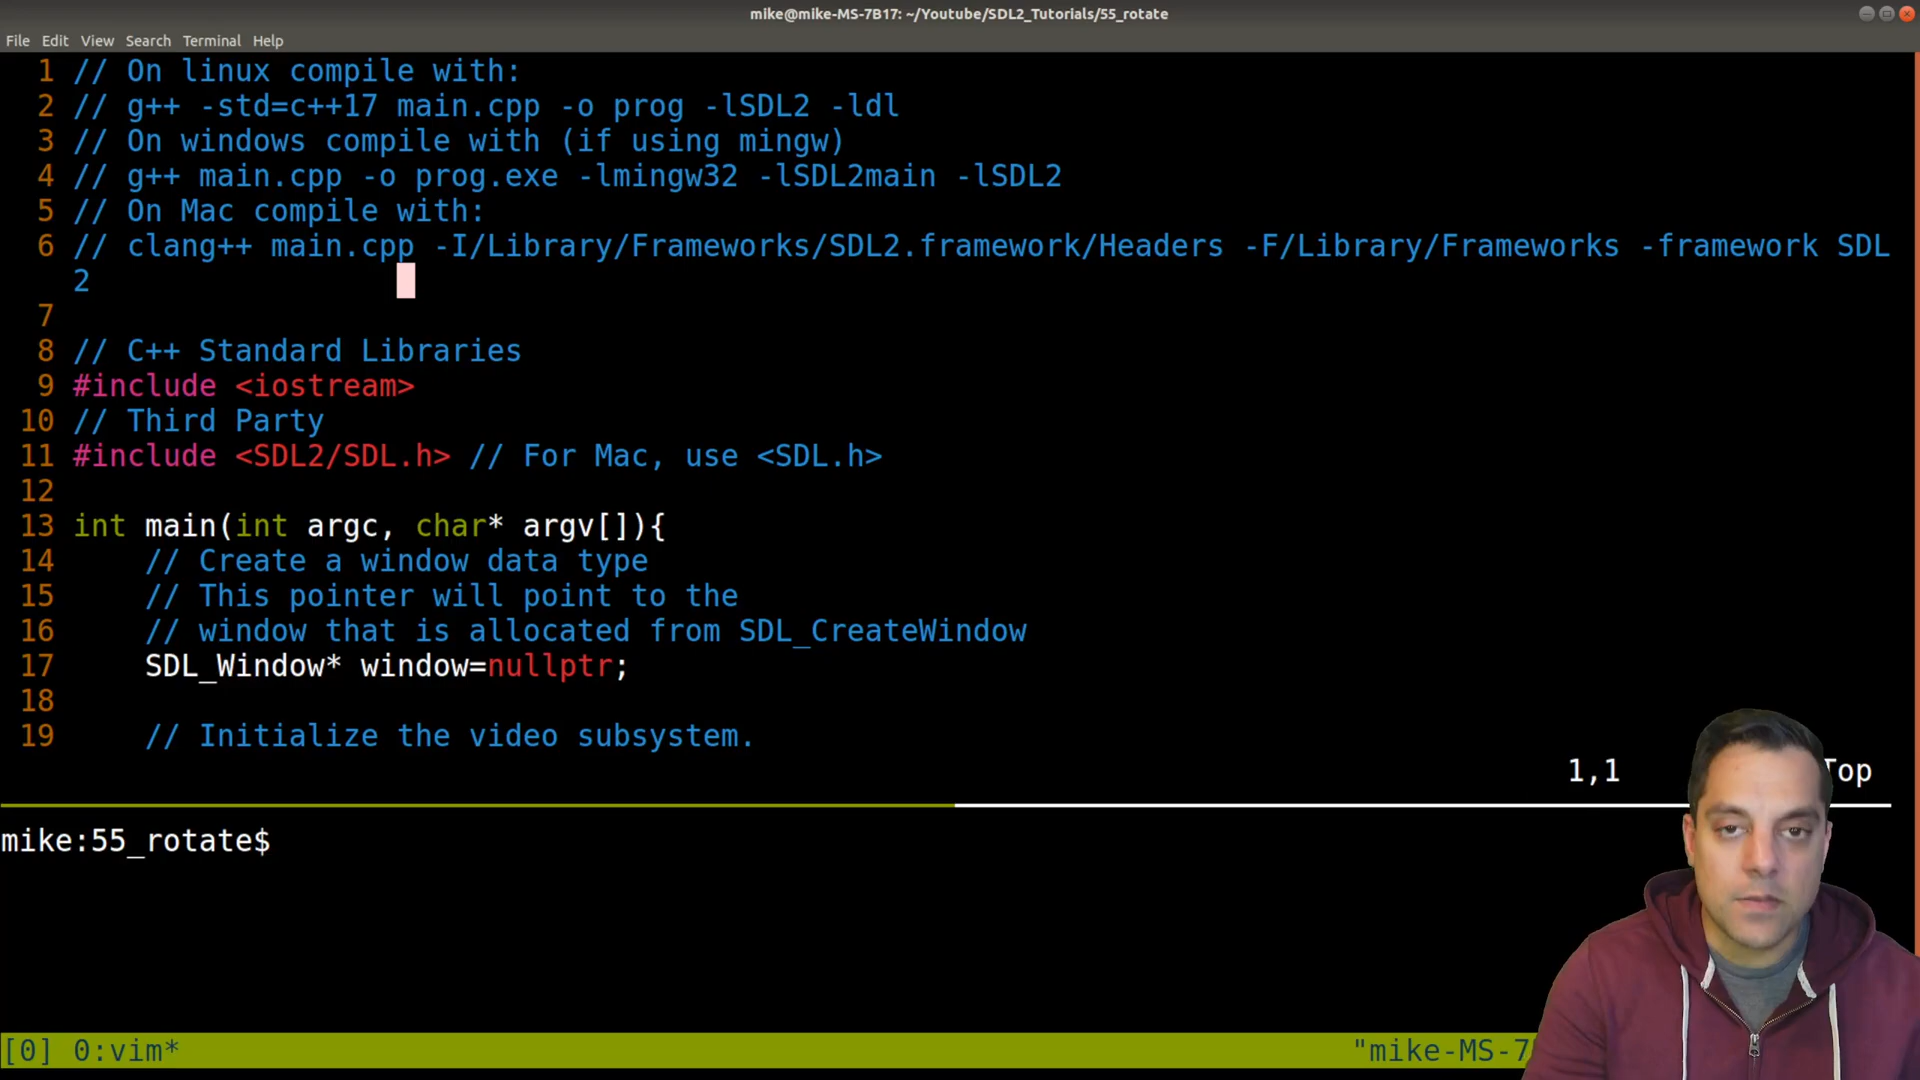 mike@mike-MS-7B17: ~/Youtube/SDL2_Tutorials/55_rotate
File Edit View Search Terminal Help
1 // On linux compile with:
2 // g++ -std=c++17 main.cpp -o prog -lSDL2 -ldl
3 // On windows compile with (if using mingw)
4 // g++ main.cpp -o prog.exe -lmingw32 -lSDL2main -lSDL2
5 // On Mac compile with:
6 // clang++ main.cpp -I/Library/Frameworks/SDL2.framework/Headers -F/Library/Frameworks -framework SDL
2
7
8 // C++ Standard Libraries
9 #include <iostream>
10 // Third Party
11 #include <SDL2/SDL.h> // For Mac, use <SDL.h>
12
13 int main(int argc, char* argv[]){
14 // Create a window data type
15 // This pointer will point to the
16 // window that is allocated from SDL_CreateWindow
17 SDL_Window* window=nullptr;
18
19 // Initialize the video subsystem.
1,1 Top
mike:55_rotate$
[0] 0:vim* "mike-MS-7